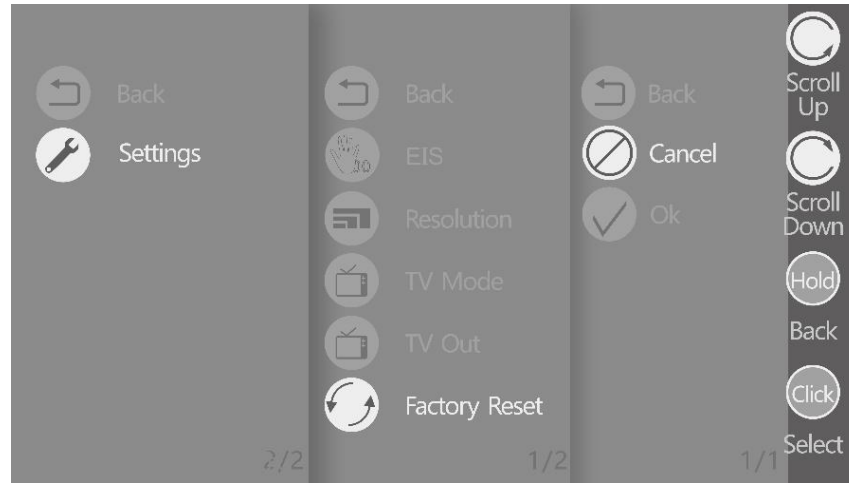 Back
Settings
2/2
Back
EIS
Resolution
TV Mode
TV Out
Factory Reset
1/2
Back
Cancel
Ok
1/1
Scroll
Up
Scroll
Down
Hold
Back
Click
Select